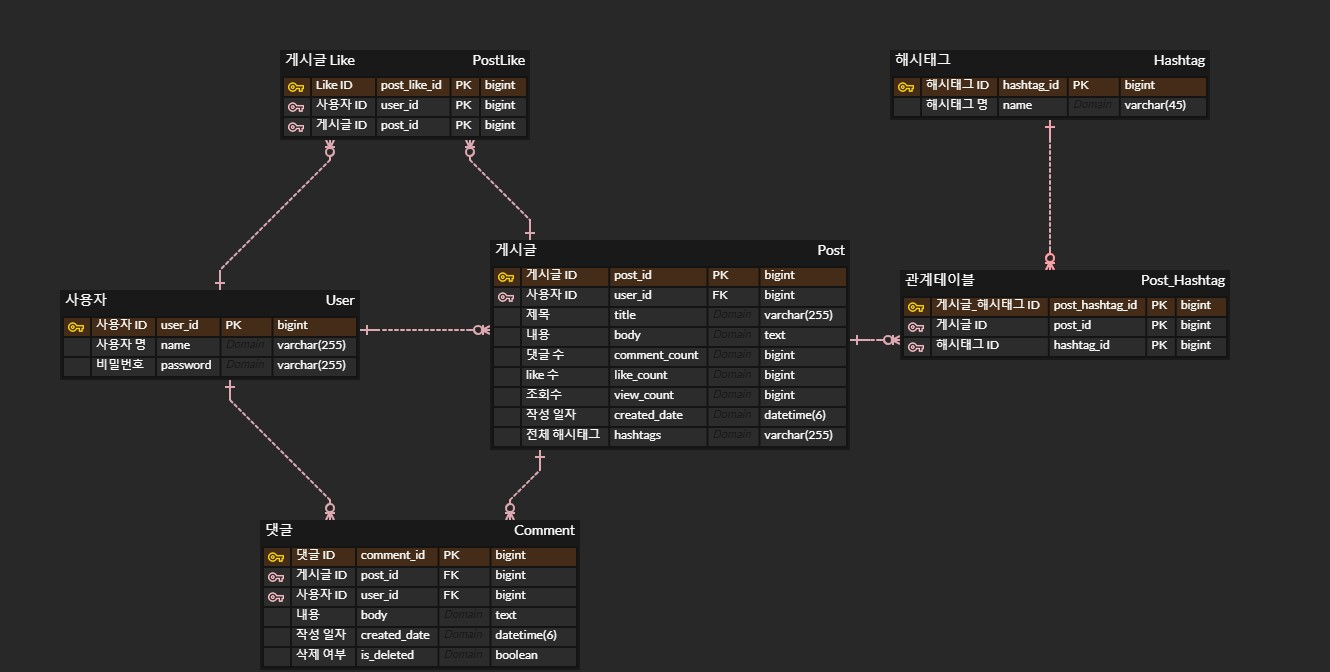 게시글 Like PostLike
Like ID post_like_id PK bigint
사용자 ID user_id PK bigint
게시글 ID post_id PK bigint
해시태그 Hashtag
해시태그 ID hashtag_id PK bigint
해시태그 명 name Domain varchar(45)
게시글 Post
게시글 ID post_id PK bigint
사용자 ID user_id FK bigint
제목 title Domain varchar(255)
내용 body Domain text
댓글 수 comment_count Domain bigint
like 수 like_count Domain bigint
조회수 view_count Domain bigint
작성 일자 created_date Domain datetime(6)
전체 해시태그 hashtags Domain varchar(255)
관계테이블 Post_Hashtag
게시글_해시태그 ID post_hashtag_id PK bigint
게시글 ID post_id PK bigint
해시태그 ID hashtag_id PK bigint
사용자 User
사용자 ID user_id PK bigint
사용자 명 name Domain varchar(255)
비밀번호 password Domain varchar(255)
댓글 Comment
댓글 ID comment_id PK bigint
게시글 ID post_id FK bigint
사용자 ID user_id FK bigint
내용 body Domain text
작성 일자 created_date Domain datetime(6)
삭제 여부 is_deleted Domain boolean